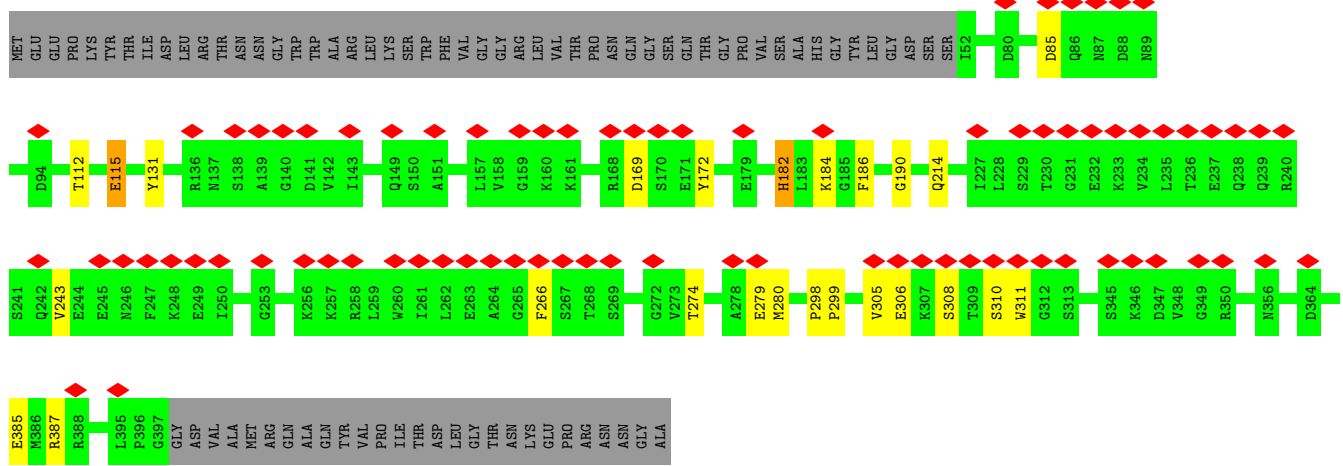 MET GLU GLU PRO LYS TYR THR ILE ASP LEU ARG THR ASN ASN GLY TRP TRP ALA ARG LEU LYS SER TRP PHE VAL GLY GLY ARG LEU VAL THR PRO ASN GLN GLY SER GLN THR GLY PRO VAL SER ALA HIS GLY TYR LEU GLY ASP SER SER I52 D80 D85 Q86 N87 D88 N89
D94 T112 E115 Y131 R136 N137 S138 A139 G140 D141 V142 I143 Q149 S150 A151 L157 V158 G159 K160 K161 R168 D169 S170 E171 Y172 E179 H182 L183 K184 G185 F186 G190 Q214 I227 L228 S229 T230 G231 E232 K233 V234 L235 T236 E237 Q238 Q239 R240
S241 Q242 V243 E244 E245 N246 F247 K248 E249 I250 G253 K256 K257 R258 L259 W260 I261 L262 E263 A264 G265 F266 S267 T268 S269 G272 V273 T274 A278 E279 M280 P298 P299 V305 E306 K307 S308 T309 S310 W311 G312 S313 S345 K346 D347 V348 G349 R350 N356 D364
E385 M386 R387 R388 L395 P396 G397 GLY ASP VAL ALA MET ARG GLN ALA GLN TYR VAL PRO ILE THR ASP LEU GLY THR ASN LYS GLU PRO ARG ASN ASN GLY ALA